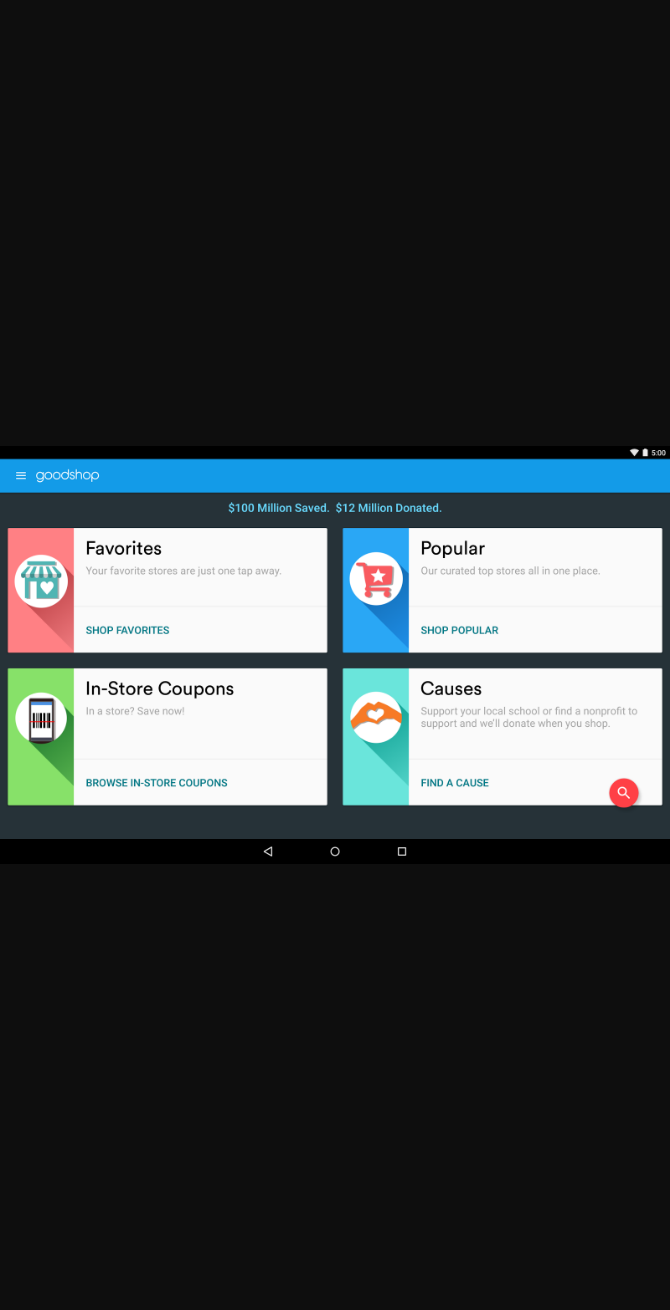 5:00
goodshop
$100 Million Saved. $12 Million Donated.
Favorites
Your favorite stores are just one tap away.
SHOP FAVORITES
Popular
Our curated top stores all in one place.
SHOP POPULAR
In-Store Coupons
In a store? Save now!
BROWSE IN-STORE COUPONS
Causes
Support your local school or find a nonprofit to
support and we'll donate when you shop.
FIND A CAUSE